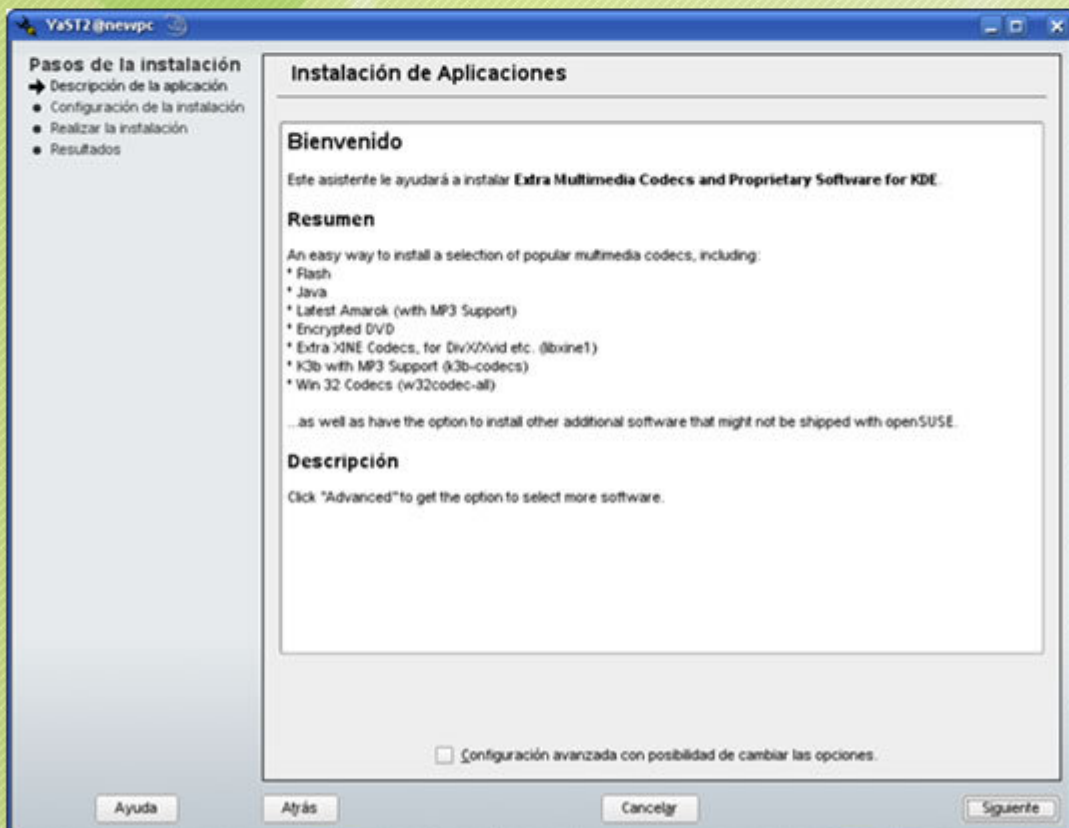 YaST2@newpc
Pasos de la instalación
Descripción de la aplicación
Configuración de la instalación
Realizar la instalación
Resultados
Instalación de Aplicaciones
Bienvenido
Este asistente le ayudará a instalar Extra Multimedia Codecs and Proprietary Software for KDE.
Resumen
An easy way to install a selection of popular multimedia codecs, including:
* Flash
* Java
* Latest Amarok (with MP3 Support)
* Encrypted DVD
* Extra XINE Codecs, for DivX/Xvid etc. (libxine1)
* K3b with MP3 Support (k3b-codecs)
* Win 32 Codecs (w32codec-all)
...as well as have the option to install other additional software that might not be shipped with openSUSE.
Descripción
Click "Advanced" to get the option to select more software.
Configuración avanzada con posibilidad de cambiar las opciones.
Ayuda
Atrás
Cancelar
Siguiente